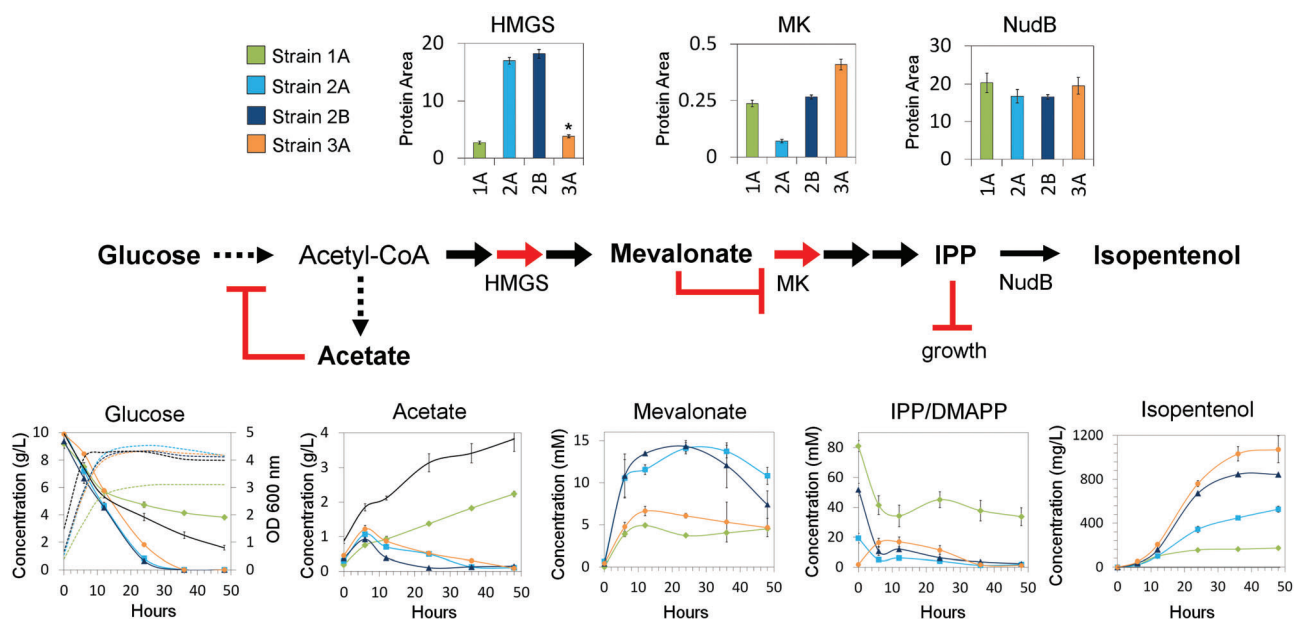 HMGS
MK
NudB
Strain 1A
Strain 2A
Strain 2B
Strain 3A
Protein Area
20
10
0
*
1A
2A
2B
3A
Protein Area
0.5
0.25
0
1A
2A
2B
3A
Protein Area
30
20
10
0
1A
2A
2B
3A
Glucose
Acetyl-CoA
HMGS
Mevalonate
MK
IPP
NudB
Isopentenol
Acetate
growth
Glucose
Concentration (g/L)
10
8
6
4
2
0
5
4
3
2
1
0
OD 600 nm
0 10 20 30 40 50
Hours
Acetate
Concentration (g/L)
4
3
2
1
0
0 10 20 30 40 50
Hours
Mevalonate
Concentration (mM)
15
10
5
0
0 10 20 30 40 50
Hours
IPP/DMAPP
Concentration (mM)
80
60
40
20
0
0 10 20 30 40 50
Hours
Isopentenol
Concentration (mg/L)
1200
800
400
0
0 10 20 30 40 50
Hours